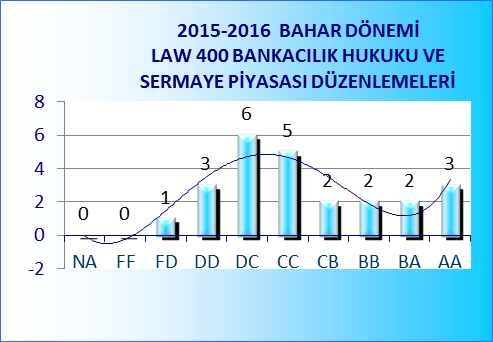 2015-2016 BAHAR DÖNEMİ
LAW 400 BANKACILIK HUKUKU VE
SERMAYE PİYASASI DÜZENLEMELERİ
8
6
4
2
0
-2
0 0 1 3 6 5 2 2 2 3
NA FF FD DD DC CC CB BB BA AA